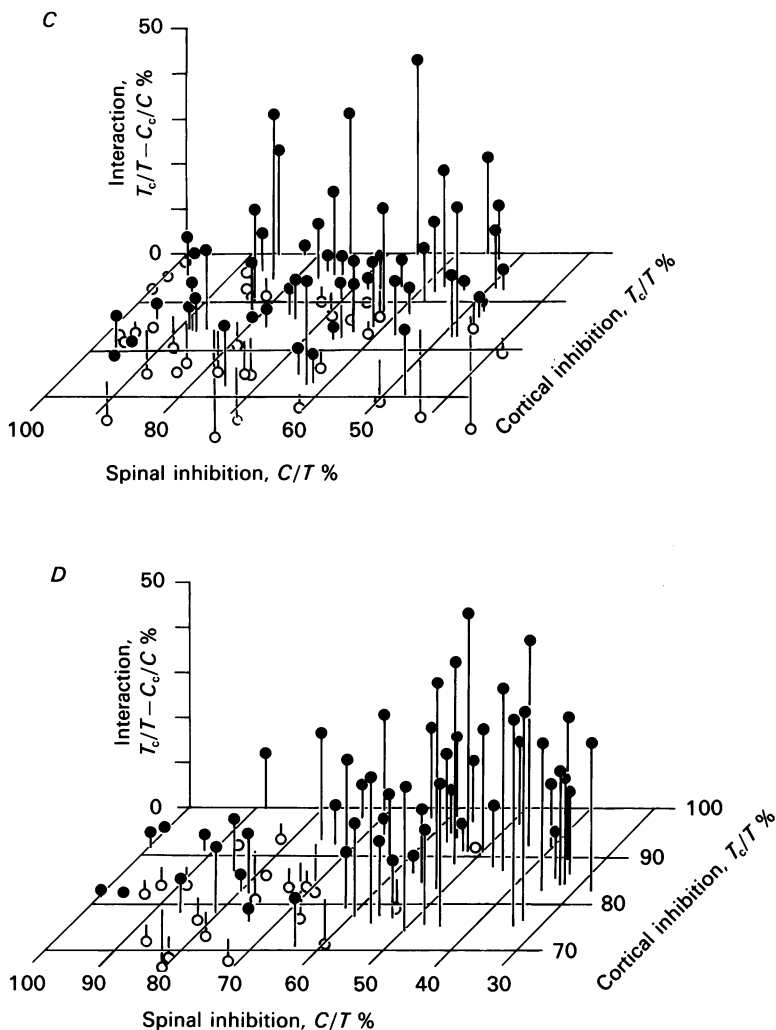 C
50
Interaction,
Tc/T−Cc/C %
0
Cortical inhibition, Tc/T %
100
80
60
50
Spinal inhibition, C/T %
D
50
Interaction,
Tc/T−Cc/C %
0
100
90
80
70
Cortical inhibition, Tc/T %
100
90
80
70
60
50
40
30
Spinal inhibition, C/T %